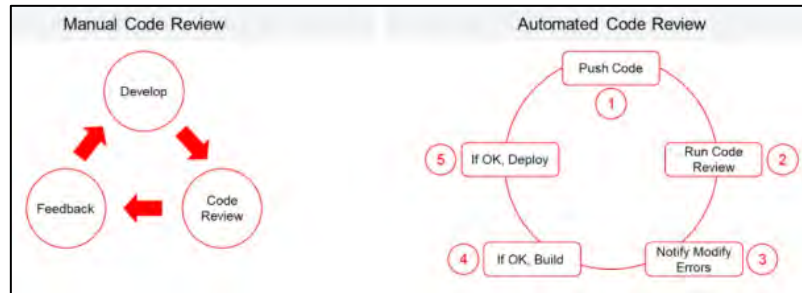 Manual Code Review
Develop
Code
Review
Feedback
Automated Code Review
Push Code
1
Run Code
Review
2
Notify Modify
Errors
3
If OK, Build
4
If OK, Deploy
5